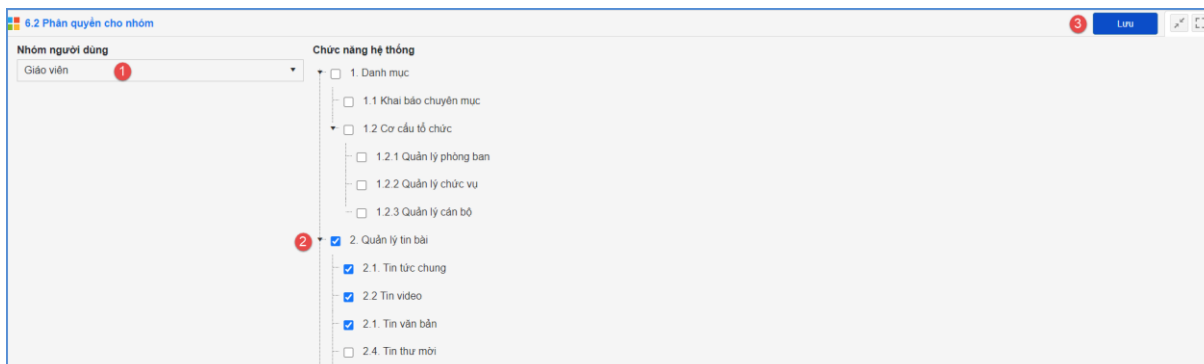 6.2 Phân quyền cho nhóm
3
Lưu
Nhóm người dùng
Giáo viên
1
Chức năng hệ thống
1. Danh mục
1.1 Khai báo chuyên mục
1.2 Cơ cấu tổ chức
1.2.1 Quản lý phòng ban
1.2.2 Quản lý chức vụ
1.2.3 Quản lý cán bộ
2
2. Quản lý tin bài
2.1. Tin tức chung
2.2 Tin video
2.1. Tin văn bản
2.4. Tin thư mời